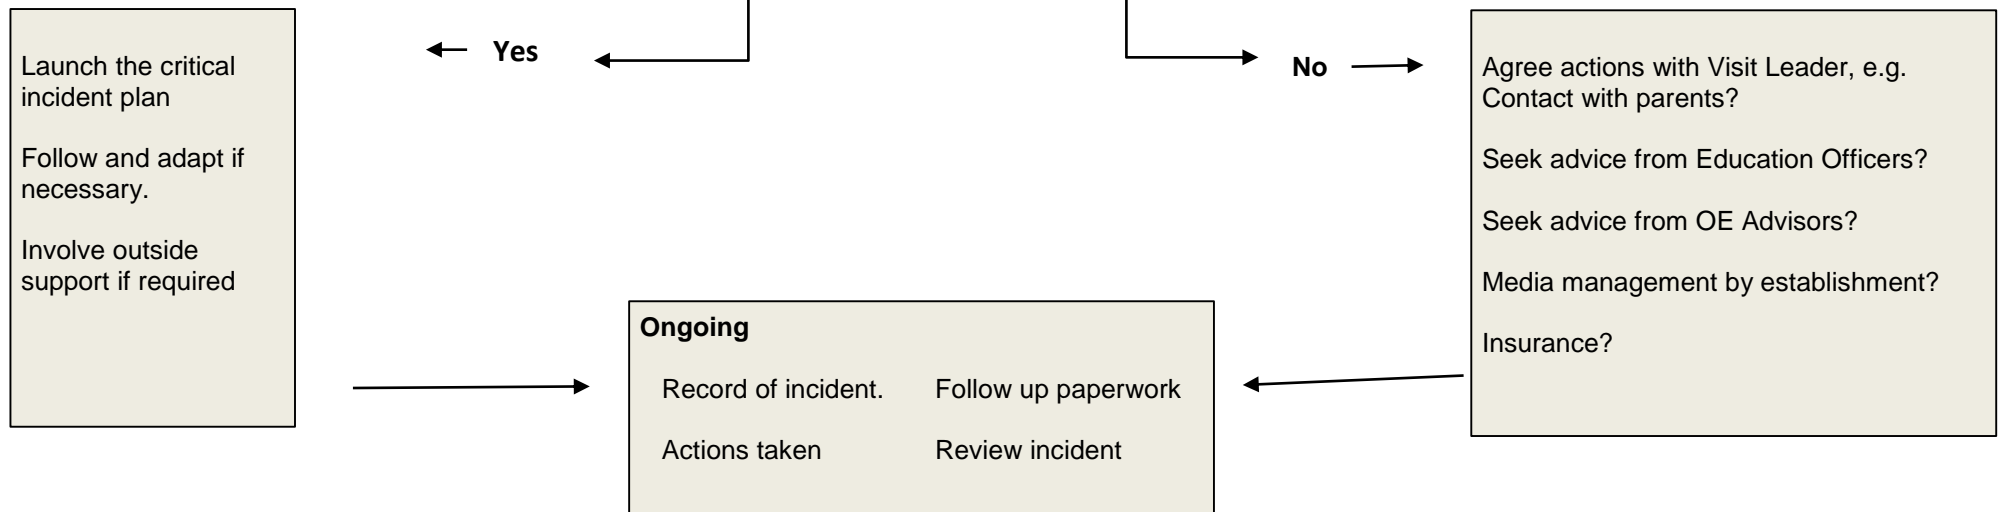 Yes
Launch the critical
incident plan
Follow and adapt if
necessary.
Involve outside
support if required
No
Agree actions with Visit Leader, e.g.
Contact with parents?
Seek advice from Education Officers?
Seek advice from OE Advisors?
Media management by establishment?
Insurance?
Ongoing
Record of incident. Follow up paperwork
Actions taken Review incident